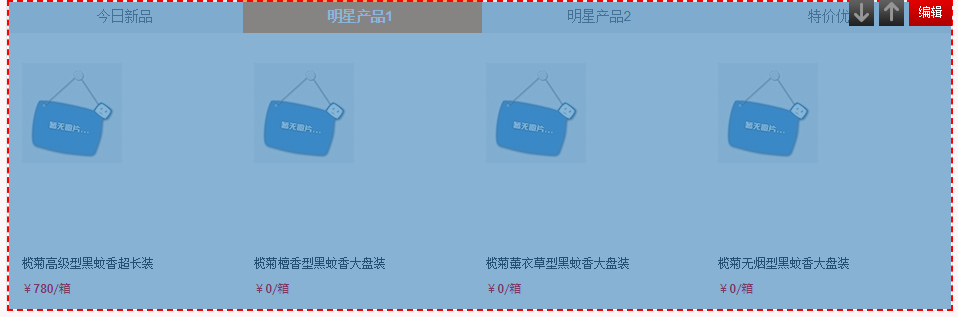 今日新品 明星产品1 明星产品2 特价优 编辑
暂无图片... 暂无图片... 暂无图片... 暂无图片...
榄菊高级型黑蚊香超长装 榄菊檀香型黑蚊香大盘装 榄菊薰衣草型黑蚊香大盘装 榄菊无烟型黑蚊香大盘装
￥780/箱 ￥0/箱 ￥0/箱 ￥0/箱